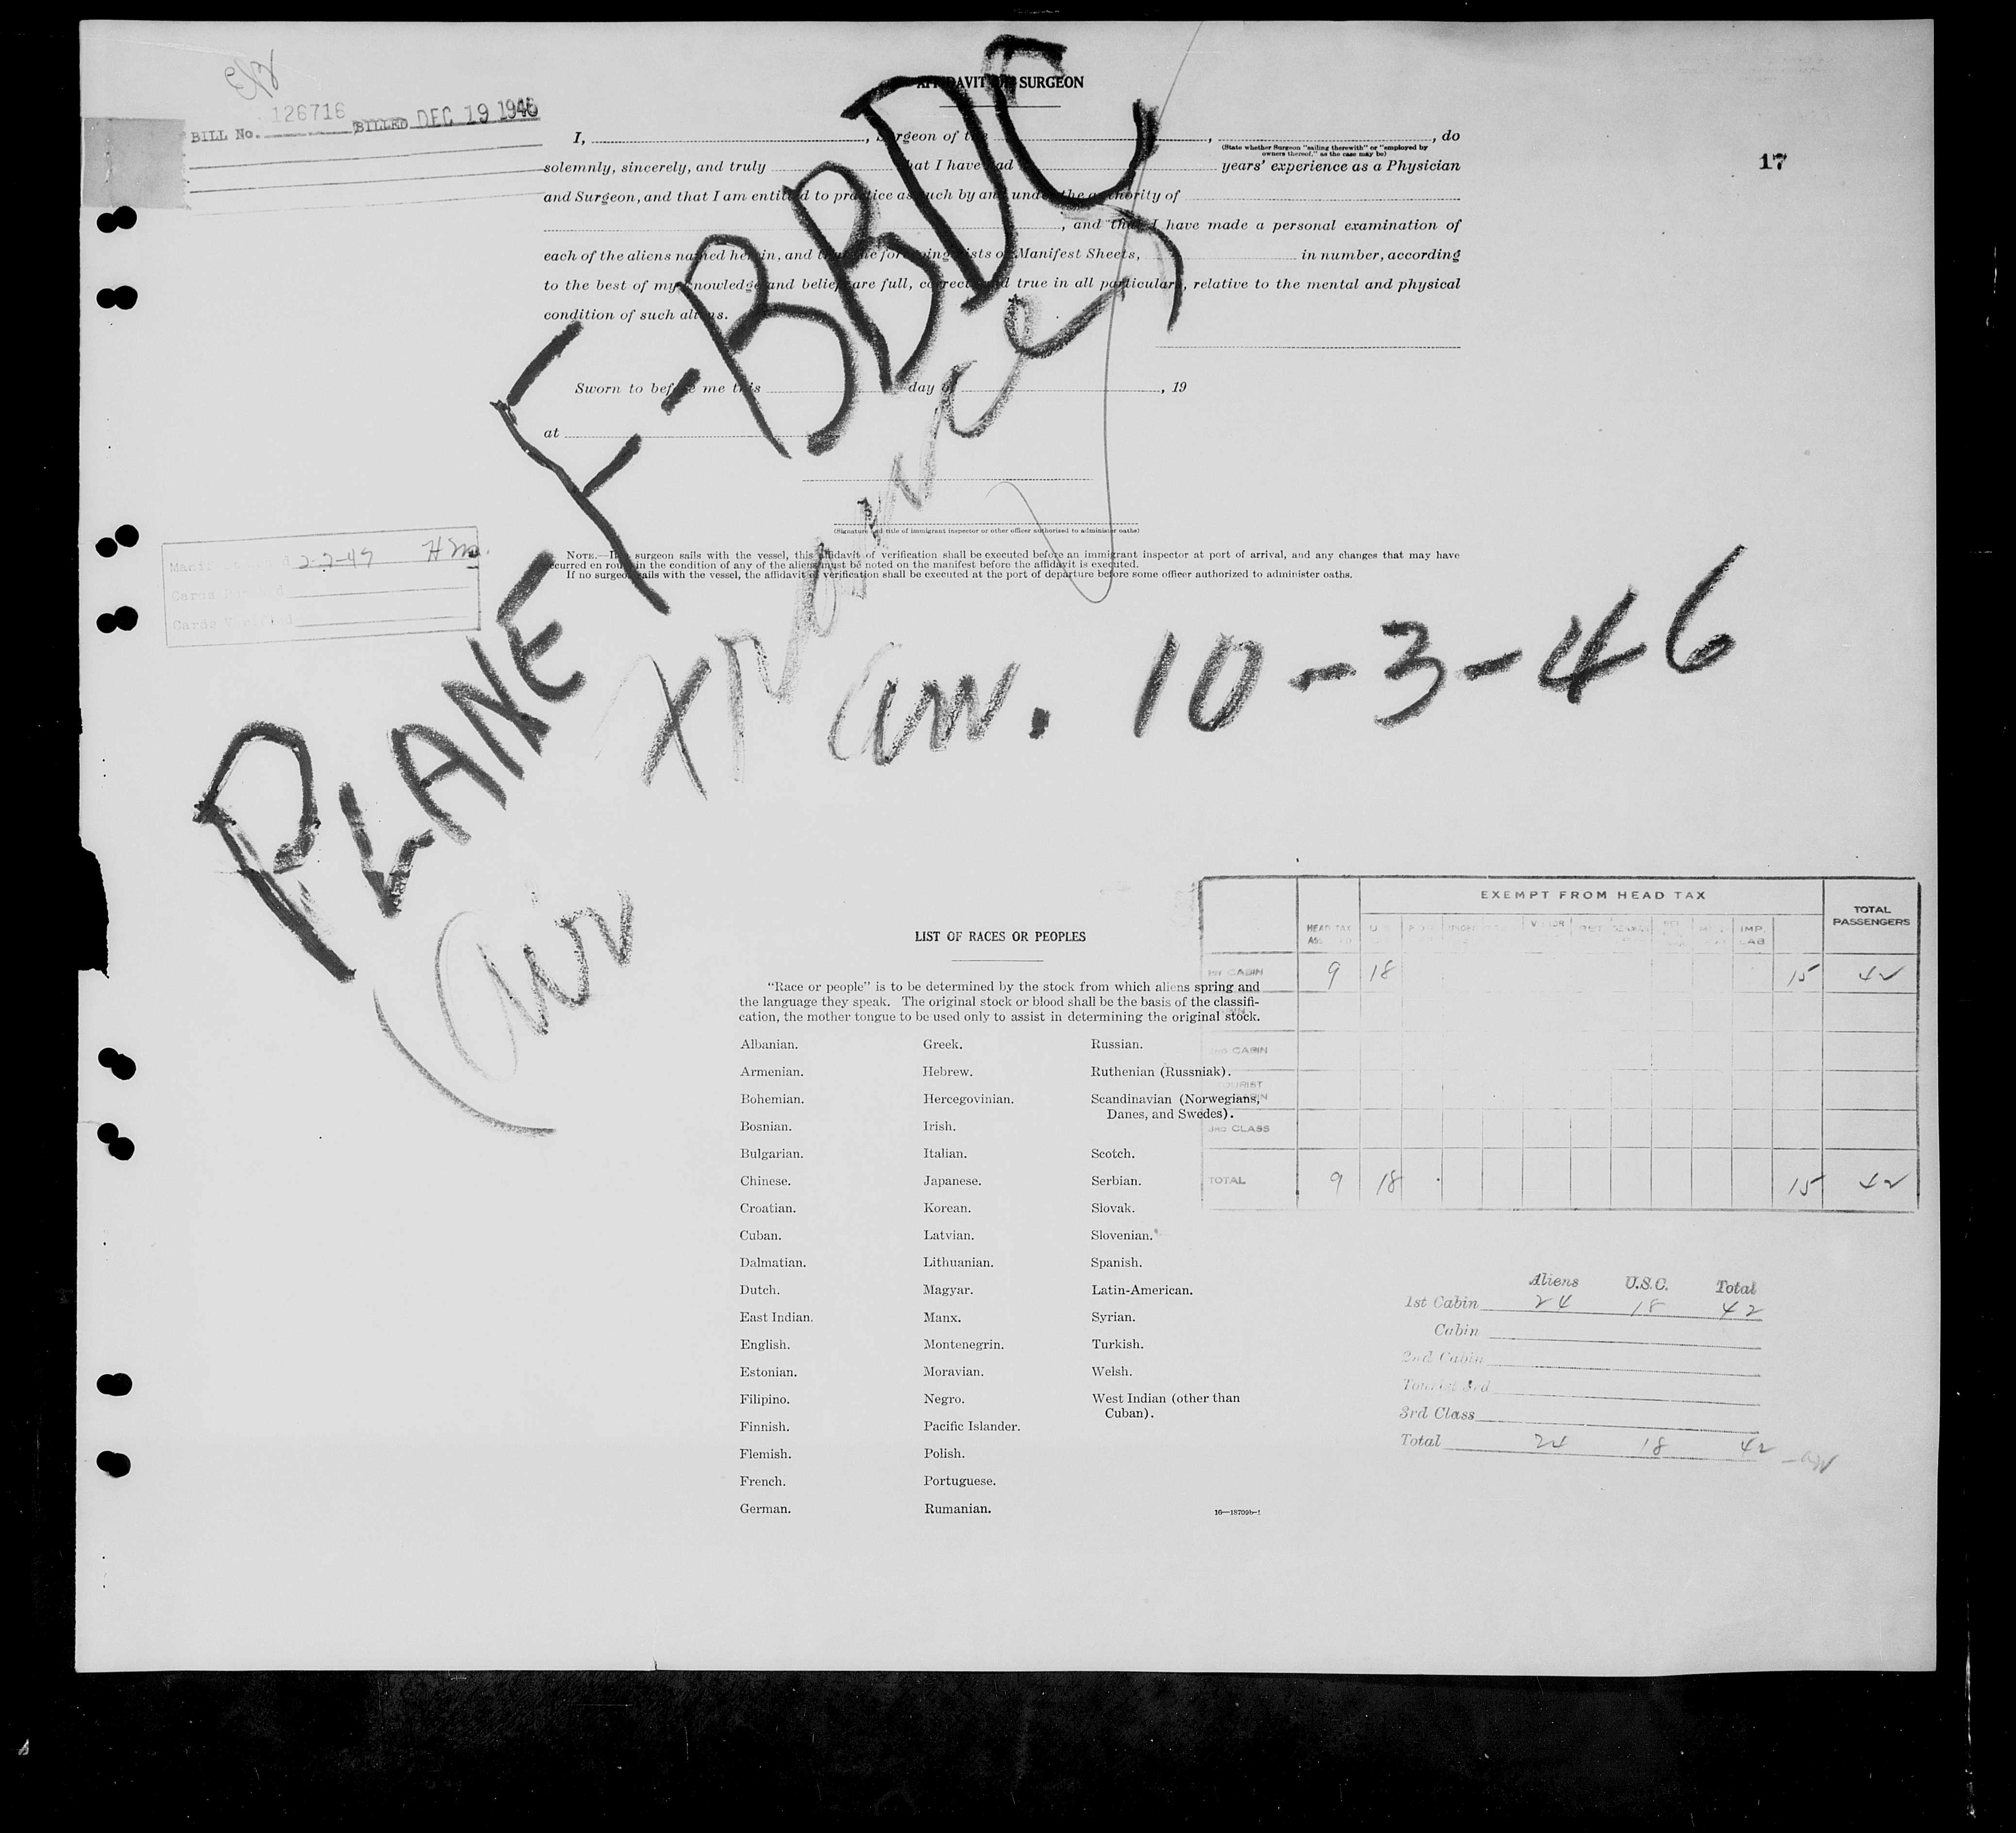 AFFIDAVIT OF SURGEON
BILL No. 126716 BILLED DEC 19 1946
I, , Surgeon of the , , do
(State whether Surgeon "sailing therewith" or "employed by owners thereof," as the case may be)
solemnly, sincerely, and truly that I have had years' experience as a Physician
17
and Surgeon, and that I am entitled to practice as such by and under the authority of
, and that I have made a personal examination of
each of the aliens named herein, and that the foregoing lists or Manifest Sheets, in number, according
to the best of my knowledge and belief, are full, correct, and true in all particulars, relative to the mental and physical
condition of such aliens.
Sworn to before me this day of , 19
at
(Signature and title of immigrant inspector or other officer authorized to administer oaths)
NOTE.—If a surgeon sails with the vessel, this affidavit of verification shall be executed before an immigrant inspector at port of arrival, and any changes that may have
occurred en route in the condition of any of the aliens must be noted on the manifest before the affidavit is executed.
If no surgeon sails with the vessel, the affidavit of verification shall be executed at the port of departure before some officer authorized to administer oaths.
2-7-47 Hm.
Cards
Cards Verified
PLANE F-BBDC
(Air France)
arr. 10-3-46
EXEMPT FROM HEAD TAX
TOTAL PASSENGERS
HEAD TAX U.S. IMP. LAB
1ST CABIN 9 18 15 42
2ND CABIN
TOURIST
3RD CLASS
TOTAL 9 18 15 42
LIST OF RACES OR PEOPLES
"Race or people" is to be determined by the stock from which aliens spring and
the language they speak. The original stock or blood shall be the basis of the classifi-
cation, the mother tongue to be used only to assist in determining the original stock.
Albanian. Greek. Russian.
Armenian. Hebrew. Ruthenian (Russniak).
Bohemian. Hercegovinian. Scandinavian (Norwegians,
Danes, and Swedes).
Bosnian. Irish.
Bulgarian. Italian. Scotch.
Chinese. Japanese. Serbian.
Croatian. Korean. Slovak.
Cuban. Latvian. Slovenian.
Dalmatian. Lithuanian. Spanish.
Dutch. Magyar. Latin-American.
East Indian. Manx. Syrian.
English. Montenegrin. Turkish.
Estonian. Moravian. Welsh.
Filipino. Negro. West Indian (other than
Cuban).
Finnish. Pacific Islander.
Flemish. Polish.
French. Portuguese.
German. Rumanian.
16—18709b-1
Aliens U.S.C. Total
1st Cabin 24 18 42
Cabin
2nd Cabin
Tourist 3rd
3rd Class
Total 24 18 42